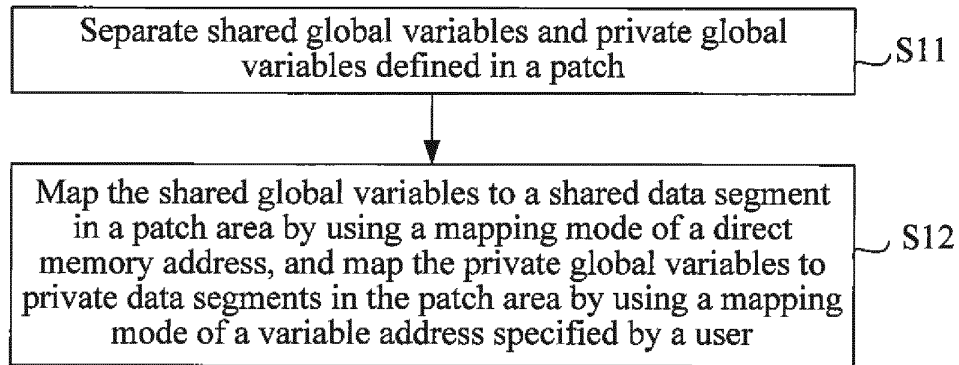 Separate shared global variables and private global
variables defined in a patch
S11
Map the shared global variables to a shared data segment
in a patch area by using a mapping mode of a direct
memory address, and map the private global variables to
private data segments in the patch area by using a mapping
mode of a variable address specified by a user
S12